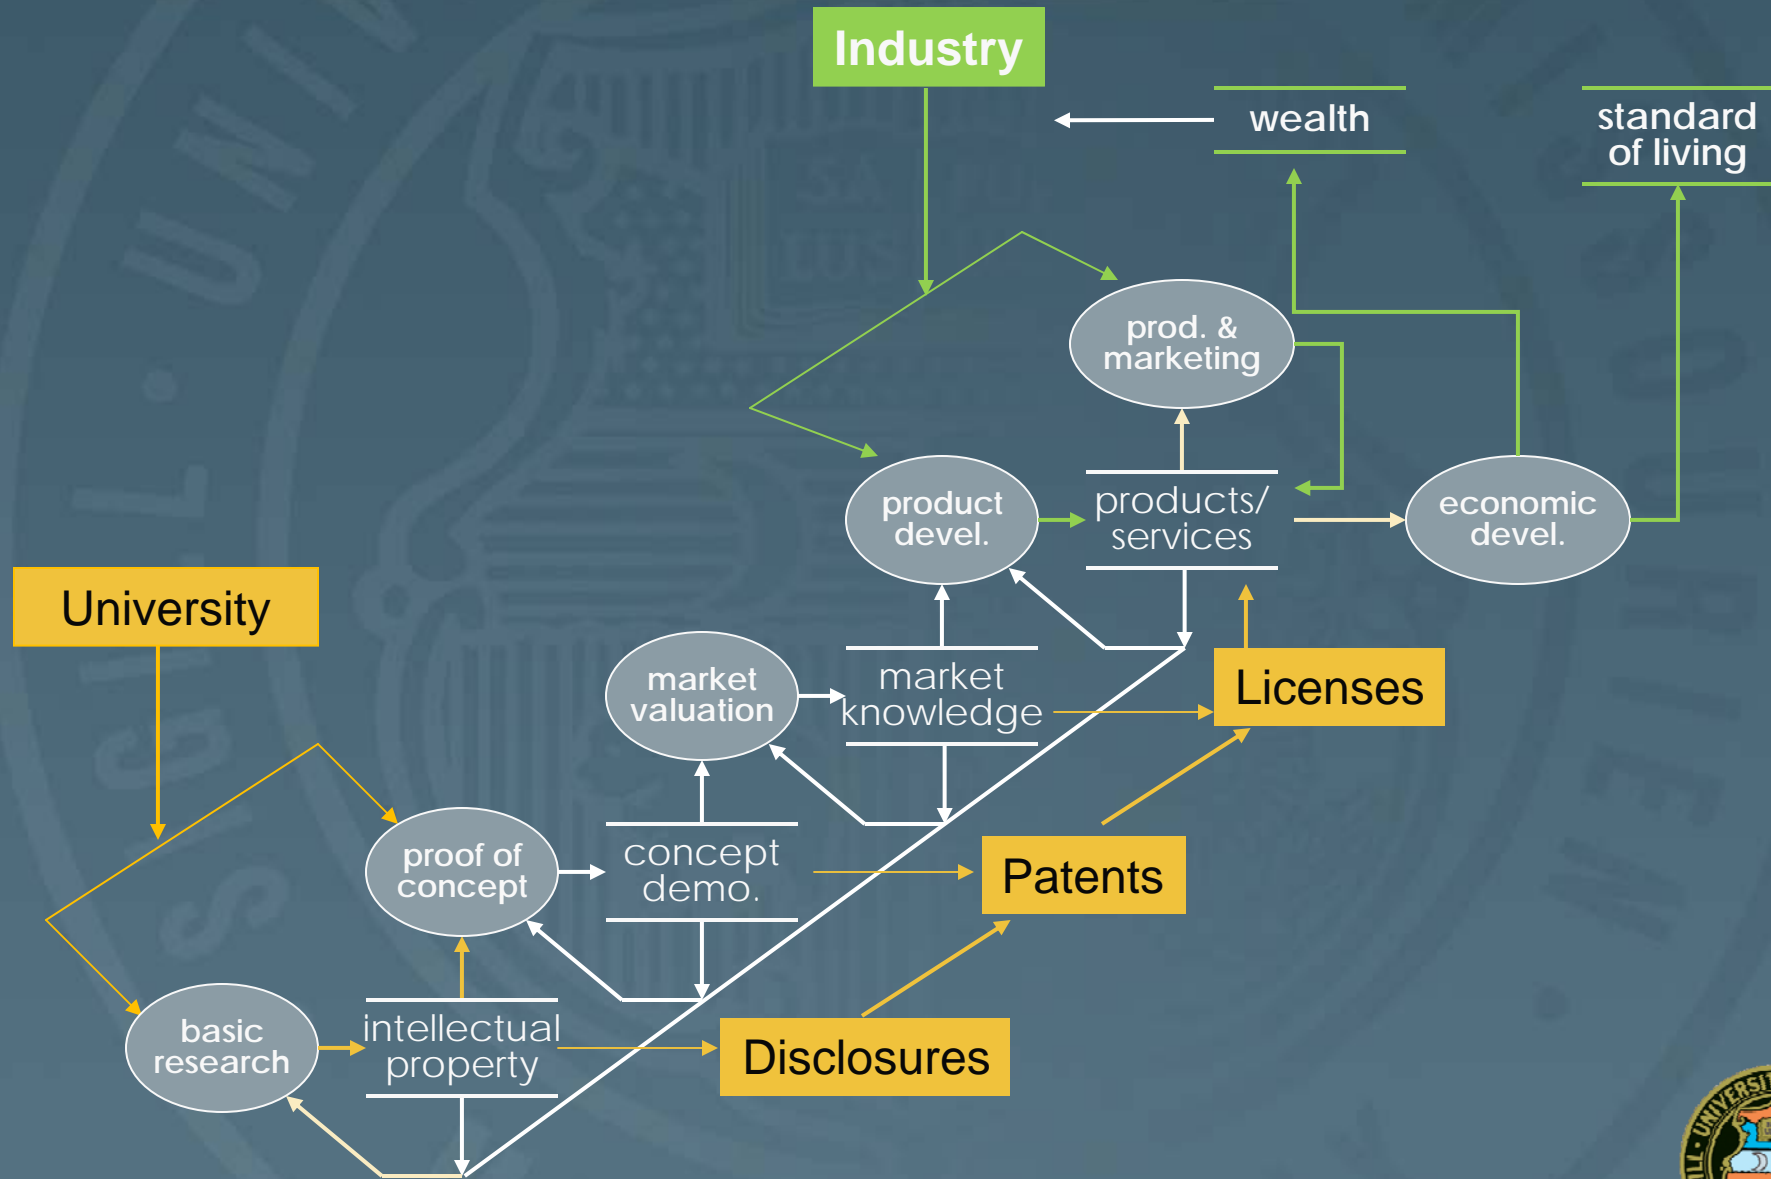 Industry
wealth
standard
of living
prod. &
marketing
product
devel.
products/
services
economic
devel.
University
market
valuation
market
knowledge
Licenses
proof of
concept
concept
demo.
Patents
basic
research
intellectual
property
Disclosures